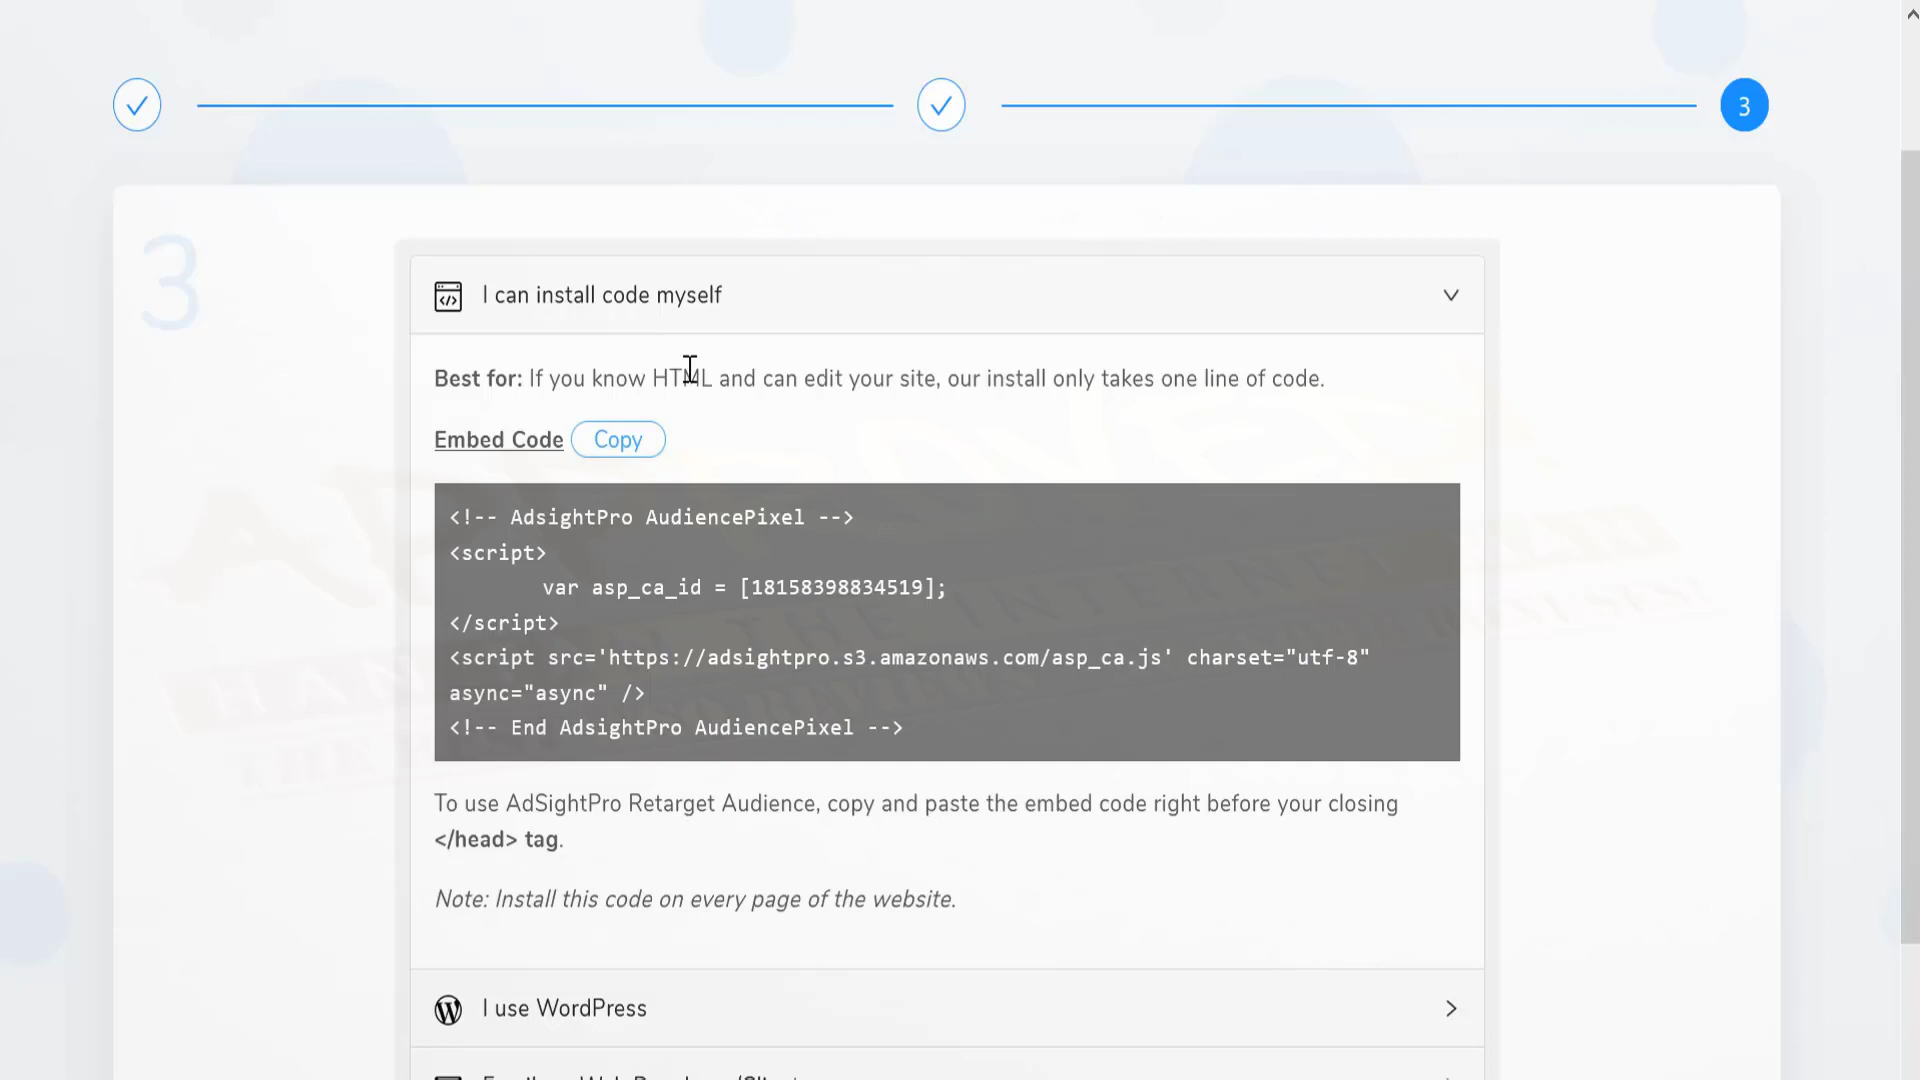 3
3
I can install code myself
Best for: If you know HTML and can edit your site, our install only takes one line of code.
Embed Code Copy
<!-- AdsightPro AudiencePixel -->
<script>
var asp_ca_id = [18158398834519];
</script>
<script src='https://adsightpro.s3.amazonaws.com/asp_ca.js' charset="utf-8"
async="async" />
<!-- End AdsightPro AudiencePixel -->
To use AdSightPro Retarget Audience, copy and paste the embed code right before your closing
</head> tag.
Note: Install this code on every page of the website.
I use WordPress